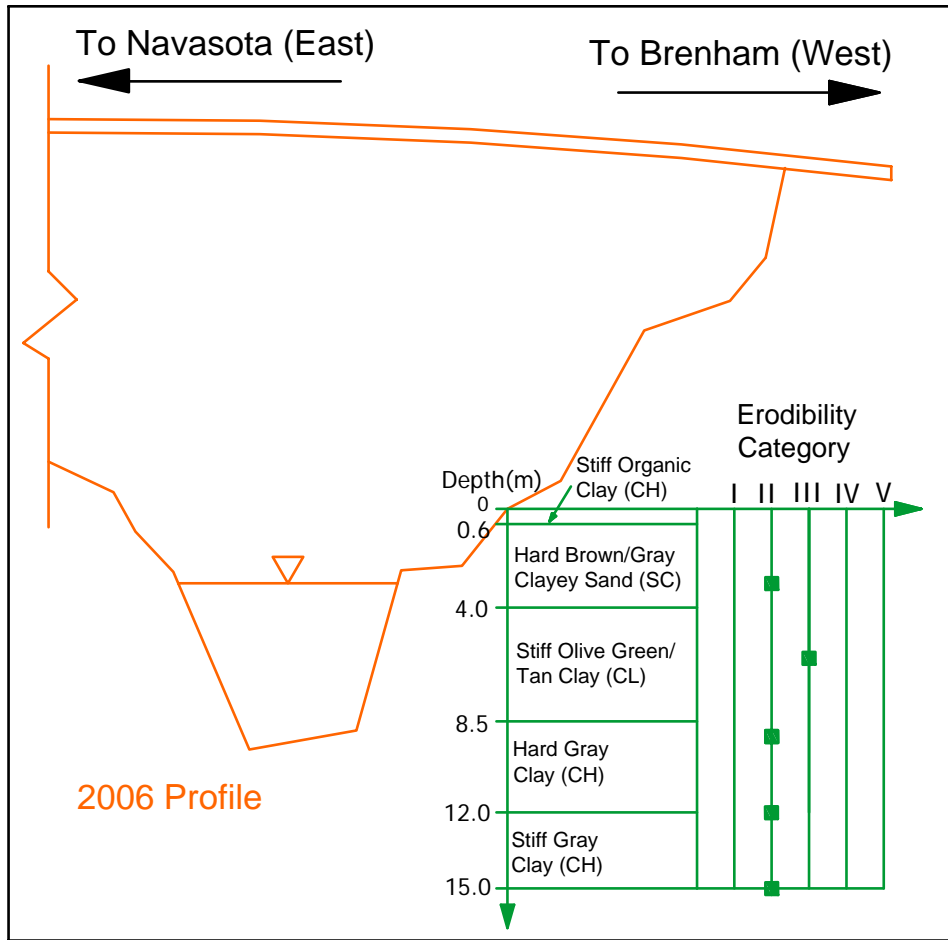 To Navasota (East)
To Brenham (West)
Erodibility
Category
Depth(m)
Stiff Organic
Clay (CH)
I II III IV V
0
0.6
Hard Brown/Gray
Clayey Sand (SC)
4.0
Stiff Olive Green/
Tan Clay (CL)
8.5
Hard Gray
Clay (CH)
2006 Profile
12.0
Stiff Gray
Clay (CH)
15.0